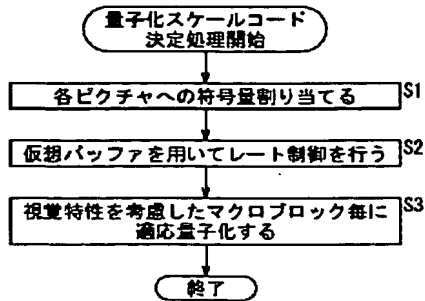 量子化スケールコード
決定処理開始
各ピクチャへの符号量割り当てる S1
仮想バッファを用いてレート制御を行う S2
視覚特性を考慮したマクロブロック毎に S3
適応量子化する
終了